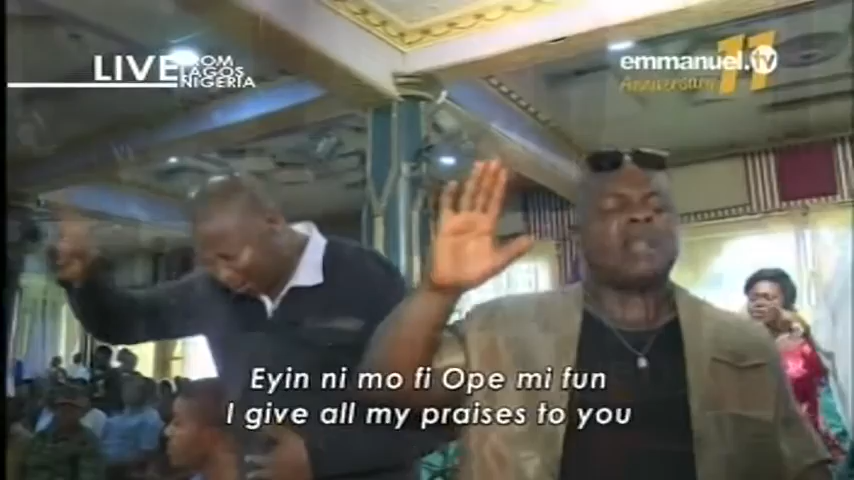 LIVE FROM
LAGOS
NIGERIA
emmanuel.tv
Anniversary 11
Eyin ni mo fi Ope mi fun
I give all my praises to you